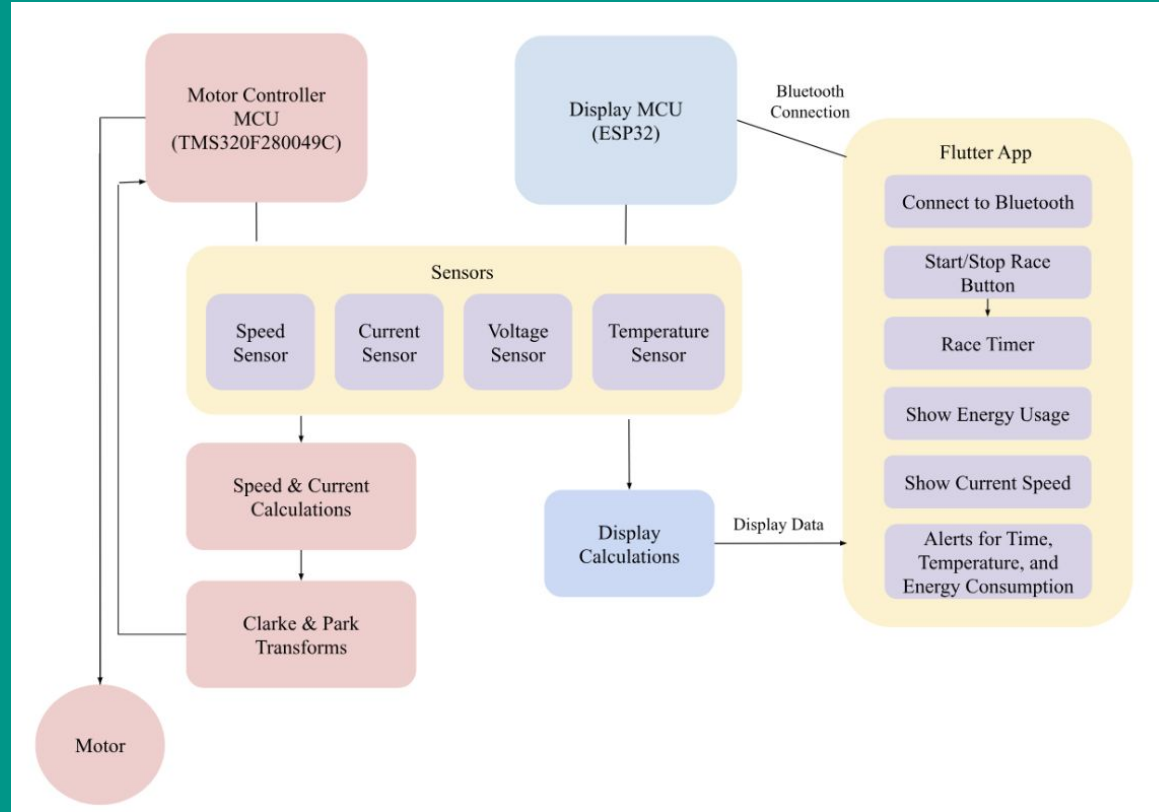 Motor Controller
MCU
(TMS320F280049C)
Display MCU
(ESP32)
Bluetooth
Connection
Flutter App
Connect to Bluetooth
Start/Stop Race
Button
Race Timer
Show Energy Usage
Show Current Speed
Alerts for Time,
Temperature, and
Energy Consumption
Sensors
Speed
Sensor
Current
Sensor
Voltage
Sensor
Temperature
Sensor
Speed & Current
Calculations
Display
Calculations
Display Data
Clarke & Park
Transforms
Motor